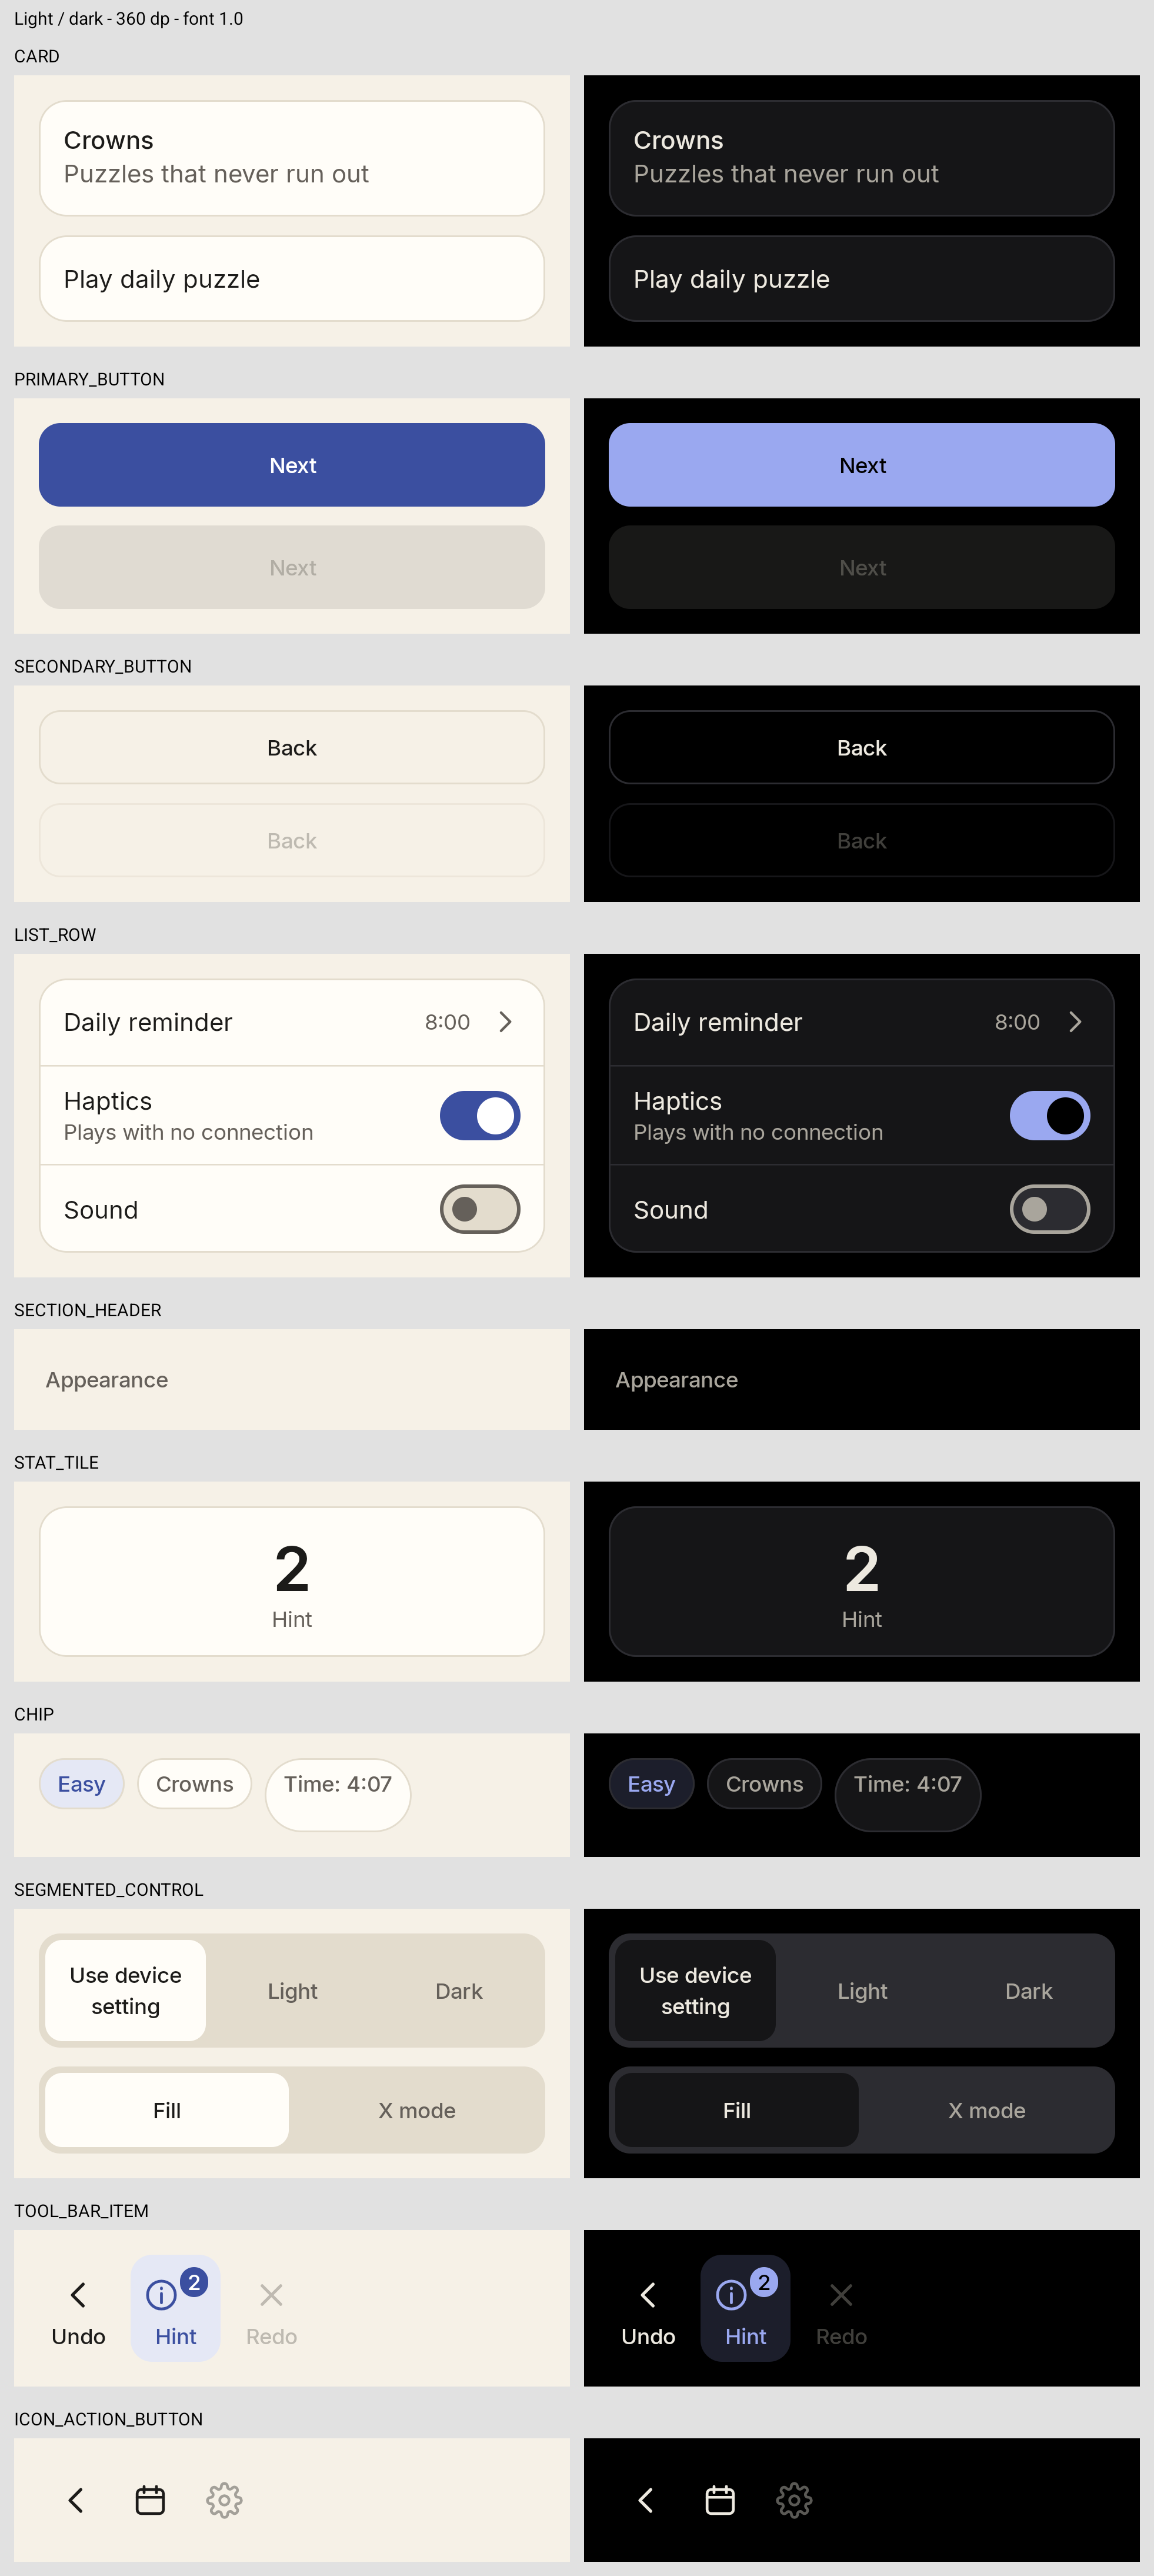 Light / dark - 360 dp - font 1.0
CARD
Crowns
Puzzles that never run out
Play daily puzzle
Crowns
Puzzles that never run out
Play daily puzzle
PRIMARY_BUTTON
Next
Next
Next
Next
SECONDARY_BUTTON
Back
Back
Back
Back
LIST_ROW
Daily reminder 8:00
Haptics
Plays with no connection
Sound
Daily reminder 8:00
Haptics
Plays with no connection
Sound
SECTION_HEADER
Appearance
Appearance
STAT_TILE
2
Hint
2
Hint
CHIP
Easy Crowns Time: 4:07
Easy Crowns Time: 4:07
SEGMENTED_CONTROL
Use device
setting
Light Dark
Fill X mode
Use device
setting
Light Dark
Fill X mode
TOOL_BAR_ITEM
2
Undo Hint Redo
2
Undo Hint Redo
ICON_ACTION_BUTTON